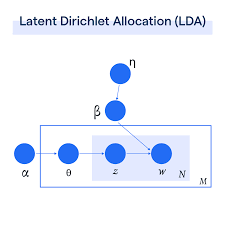 Latent Dirichlet Allocation (LDA)
η
β
α
θ
z
w
N
M